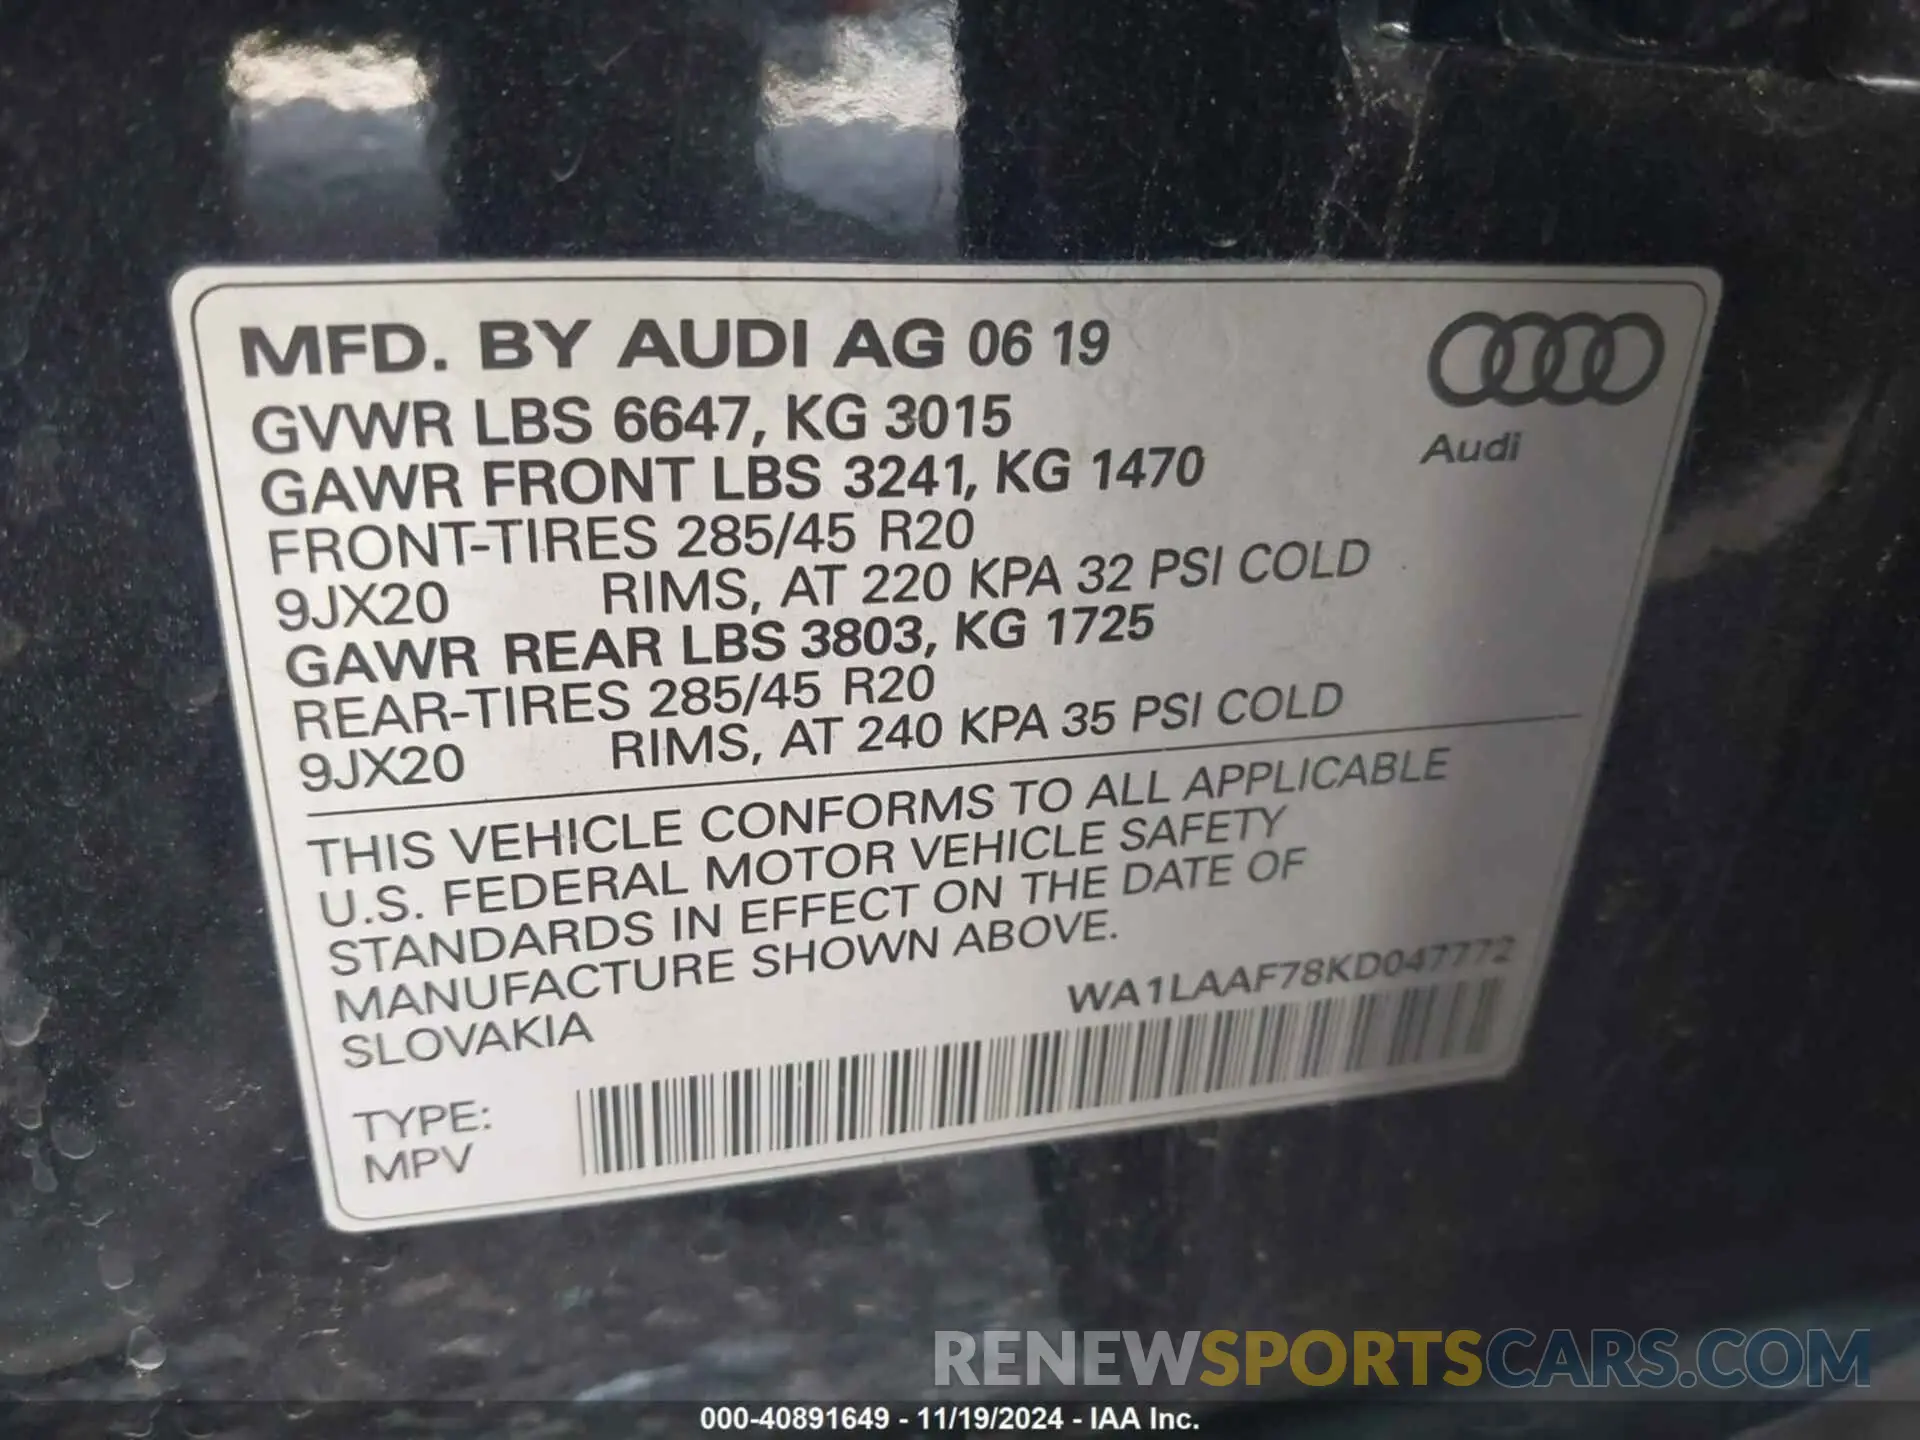 MFD. BY AUDI AG 06 19
GVWR LBS 6647, KG 3015
GAWR FRONT LBS 3241, KG 1470
FRONT-TIRES 285/45 R20
9JX20 RIMS, AT 220 KPA 32 PSI COLD
GAWR REAR LBS 3803, KG 1725
REAR-TIRES 285/45 R20
9JX20 RIMS, AT 240 KPA 35 PSI COLD
Audi
THIS VEHICLE CONFORMS TO ALL APPLICABLE
U.S. FEDERAL MOTOR VEHICLE SAFETY
STANDARDS IN EFFECT ON THE DATE OF
MANUFACTURE SHOWN ABOVE.
SLOVAKIA
WA1LAAF78KD047772
TYPE:
MPV
RENEWSPORTSCARS.COM
000-40891649 - 11/19/2024 - IAA Inc.